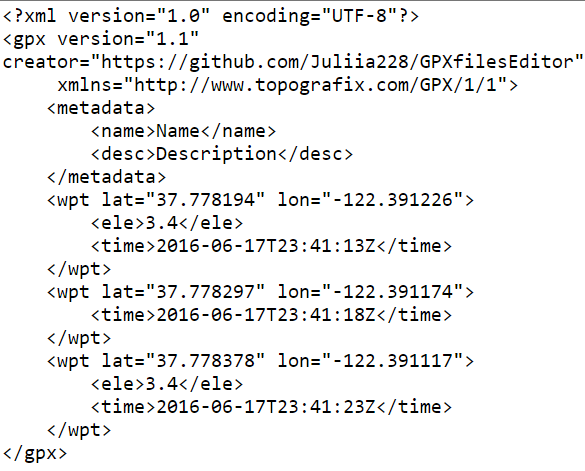 <?xml version="1.0" encoding="UTF-8"?>
<gpx version="1.1"
creator="https://github.com/Juliia228/GPXfilesEditor"
     xmlns="http://www.topografix.com/GPX/1/1">
    <metadata>
        <name>Name</name>
        <desc>Description</desc>
    </metadata>
    <wpt lat="37.778194" lon="-122.391226">
        <ele>3.4</ele>
        <time>2016-06-17T23:41:13Z</time>
    </wpt>
    <wpt lat="37.778297" lon="-122.391174">
        <time>2016-06-17T23:41:18Z</time>
    </wpt>
    <wpt lat="37.778378" lon="-122.391117">
        <ele>3.4</ele>
        <time>2016-06-17T23:41:23Z</time>
    </wpt>
</gpx>